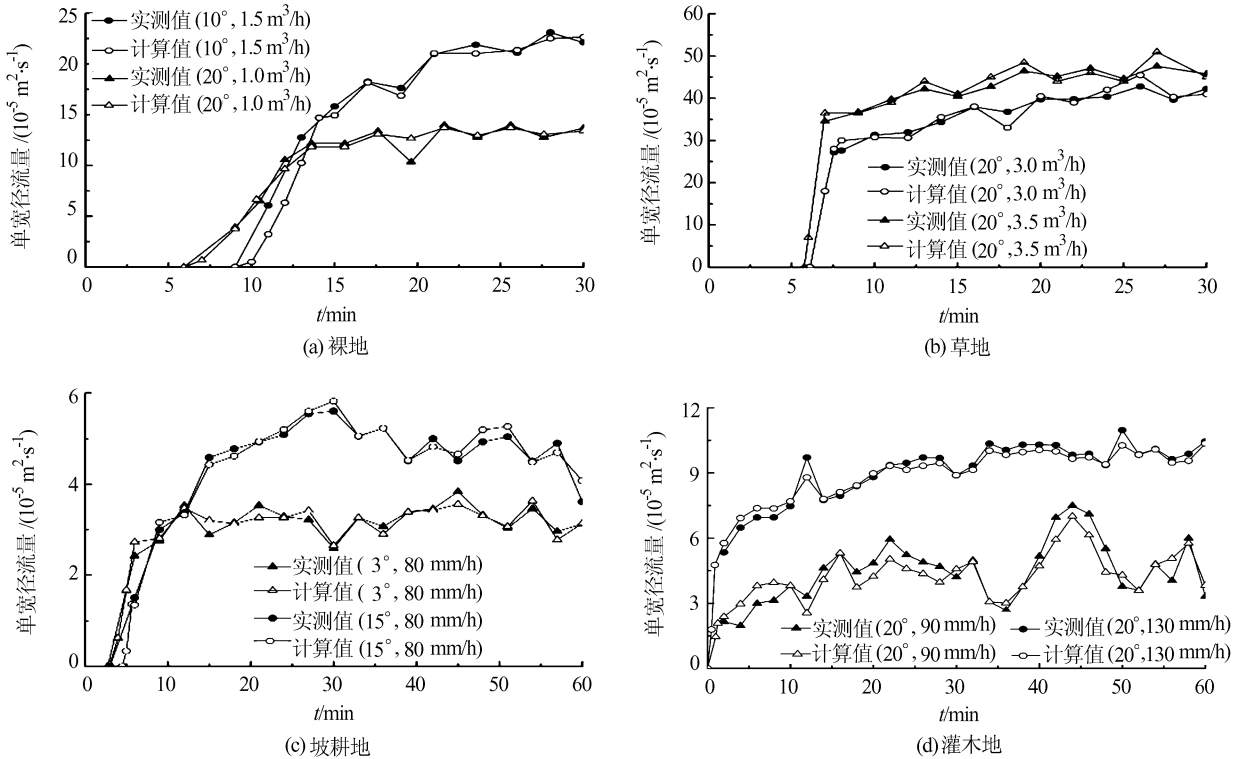 单宽径流量/(10⁻⁵ m²·s⁻¹)
25
20
15
10
5
0
实测值(10°,1.5m³/h)
计算值(10°,1.5m³/h)
实测值(20°,1.0m³/h)
计算值(20°,1.0m³/h)
0 5 10 15 20 25 30
t/min
(a) 裸地
单宽径流量/(10⁻⁵ m²·s⁻¹)
60
50
40
30
20
10
0
实测值(20°,3.0 m³/h)
计算值(20°,3.0 m³/h)
实测值(20°,3.5 m³/h)
计算值(20°,3.5 m³/h)
0 5 10 15 20 25 30
t/min
(b) 草地
单宽径流量/(10⁻⁵ m²·s⁻¹)
6
4
2
0
实测值( 3°, 80 mm/h)
计算值( 3°, 80 mm/h)
实测值(15°, 80 mm/h)
计算值(15°, 80 mm/h)
0 10 20 30 40 50 60
t/min
(c) 坡耕地
单宽径流量/(10⁻⁵ m²·s⁻¹)
12
9
6
3
0
实测值(20°, 90 mm/h) 实测值(20°,130 mm/h)
计算值(20°, 90 mm/h) 计算值(20°,130 mm/h)
0 10 20 30 40 50 60
t/min
(d) 灌木地